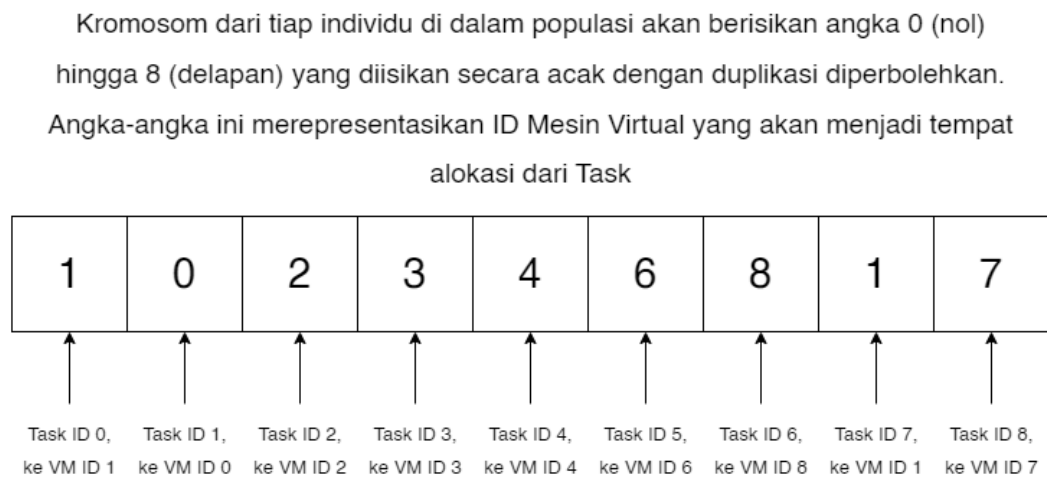 Kromosom dari tiap individu di dalam populasi akan berisikan angka 0 (nol)
hingga 8 (delapan) yang diisikan secara acak dengan duplikasi diperbolehkan.
Angka-angka ini merepresentasikan ID Mesin Virtual yang akan menjadi tempat
alokasi dari Task
1 0 2 3 4 6 8 1 7
Task ID 0, Task ID 1, Task ID 2, Task ID 3, Task ID 4, Task ID 5, Task ID 6, Task ID 7, Task ID 8,
ke VM ID 1 ke VM ID 0 ke VM ID 2 ke VM ID 3 ke VM ID 4 ke VM ID 6 ke VM ID 8 ke VM ID 1 ke VM ID 7